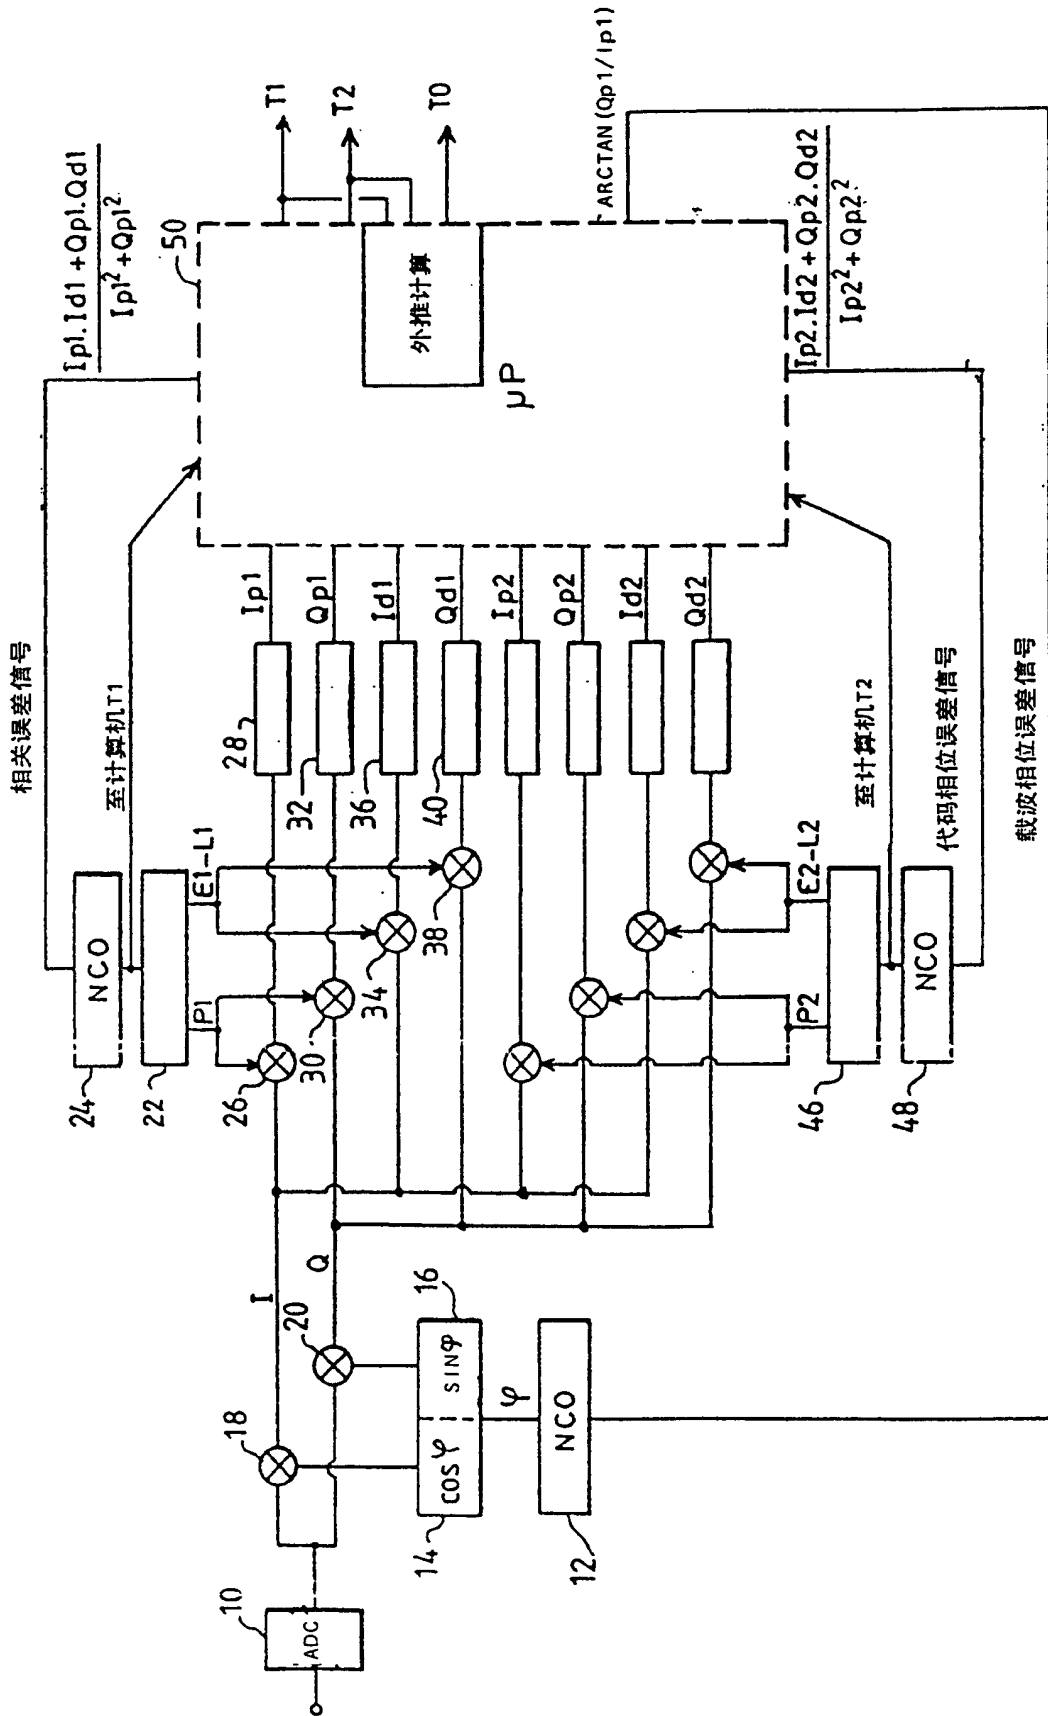 10
ADC
18
20
I
Q
14
COSφ
SINφ
16
φ
NCO
12
相关误差信号
Ip1.Id1+Qp1.Qd1
Ip1²+Qp1²
至计算机T1
24
NCO
22
P1
E1-L1
26
30
34
38
28
32
36
40
Ip1
Qp1
Id1
Qd1
Ip2
Qp2
Id2
Qd2
50
外推计算
μP
T1
T2
T0
ARCTAN(Qp1/Ip1)
Ip2.Id2+Qp2.Qd2
Ip2²+Qp2²
P2
E2-L2
46
NCO
48
至计算机T2
代码相位误差信号
载波相位误差信号